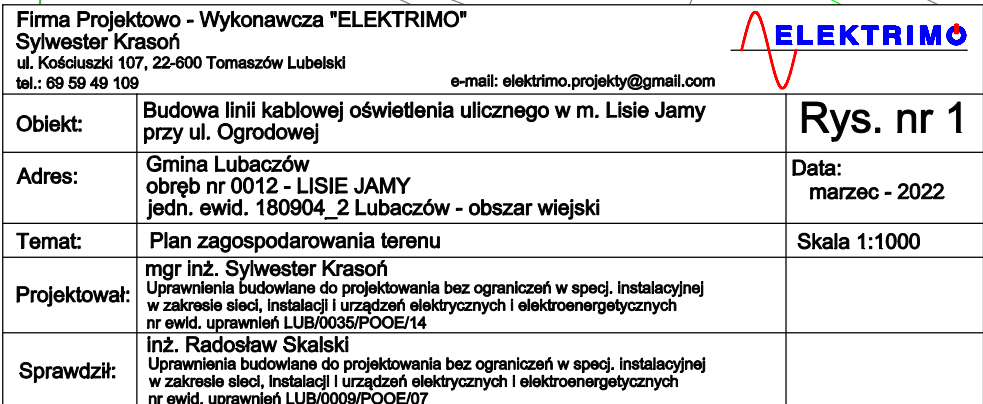 Firma Projektowo - Wykonawcza "ELEKTRIMO"
Sylwester Krasoń
ul. Kościuszki 107, 22-600 Tomaszów Lubelski
tel.: 69 59 49 109
e-mail: elektrimo.projekty@gmail.com
ELEKTRIMO
Obiekt:
Budowa linii kablowej oświetlenia ulicznego w m. Lisie Jamy
przy ul. Ogrodowej
Rys. nr 1
Adres:
Gmina Lubaczów
obręb nr 0012 - LISIE JAMY
jedn. ewid. 180904_2 Lubaczów - obszar wiejski
Data:
marzec - 2022
Temat:
Plan zagospodarowania terenu
Skala 1:1000
Projektował:
mgr inż. Sylwester Krasoń
Uprawnienia budowlane do projektowania bez ograniczeń w specj. instalacyjnej
w zakresie sieci, instalacji i urządzeń elektrycznych i elektroenergetycznych
nr ewid. uprawnień LUB/0035/POOE/14
Sprawdził:
inż. Radosław Skalski
Uprawnienia budowlane do projektowania bez ograniczeń w specj. instalacyjnej
w zakresie sieci, instalacji i urządzeń elektrycznych i elektroenergetycznych
nr ewid. uprawnień LUB/0009/POOE/07